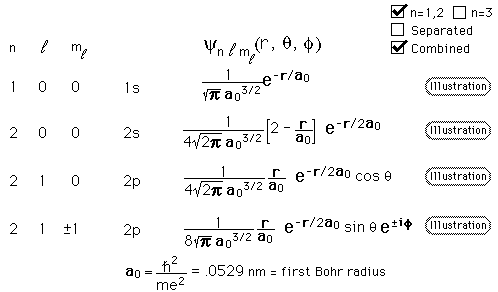 ☑ n=1,2 ☐ n=3
☐ Separated
☑ Combined
n ℓ mℓ ψn ℓ mℓ(r, θ, ϕ)
1 0 0 1s 1/(√π a₀^3/2) e^-r/a₀ Illustration
2 0 0 2s 1/(4√2π a₀^3/2) [2 - r/a₀] e^-r/2a₀ Illustration
2 1 0 2p 1/(4√2π a₀^3/2) r/a₀ e^-r/2a₀ cos θ Illustration
2 1 ±1 2p 1/(8√π a₀^3/2) r/a₀ e^-r/2a₀ sin θ e^±iϕ Illustration
a₀ = ℏ²/me² = .0529 nm = first Bohr radius